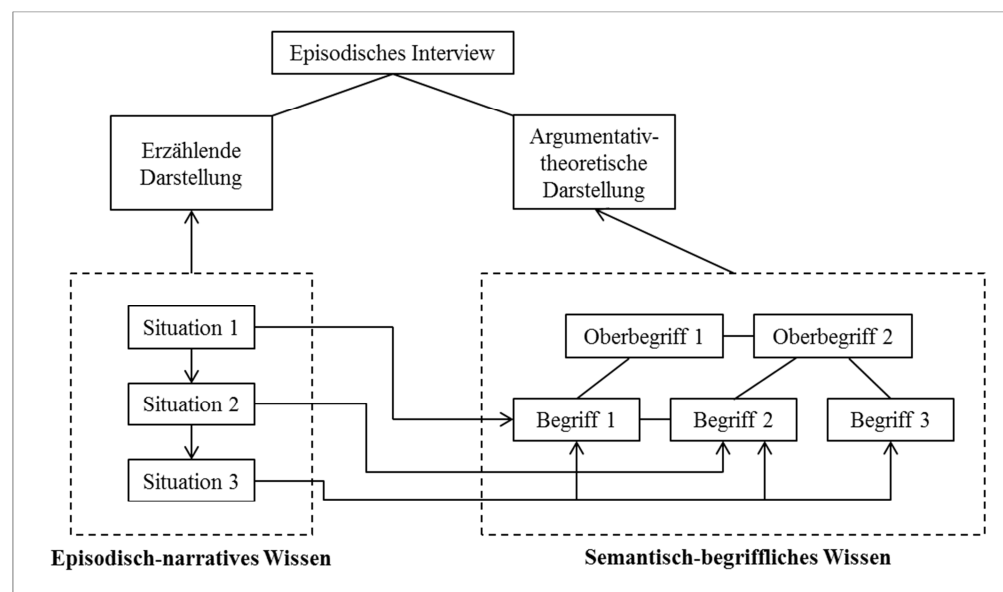 Episodisches Interview
Erzählende
Darstellung
Argumentativ-
theoretische
Darstellung
Situation 1
Situation 2
Situation 3
Oberbegriff 1
Oberbegriff 2
Begriff 1
Begriff 2
Begriff 3
Episodisch-narratives Wissen
Semantisch-begriffliches Wissen